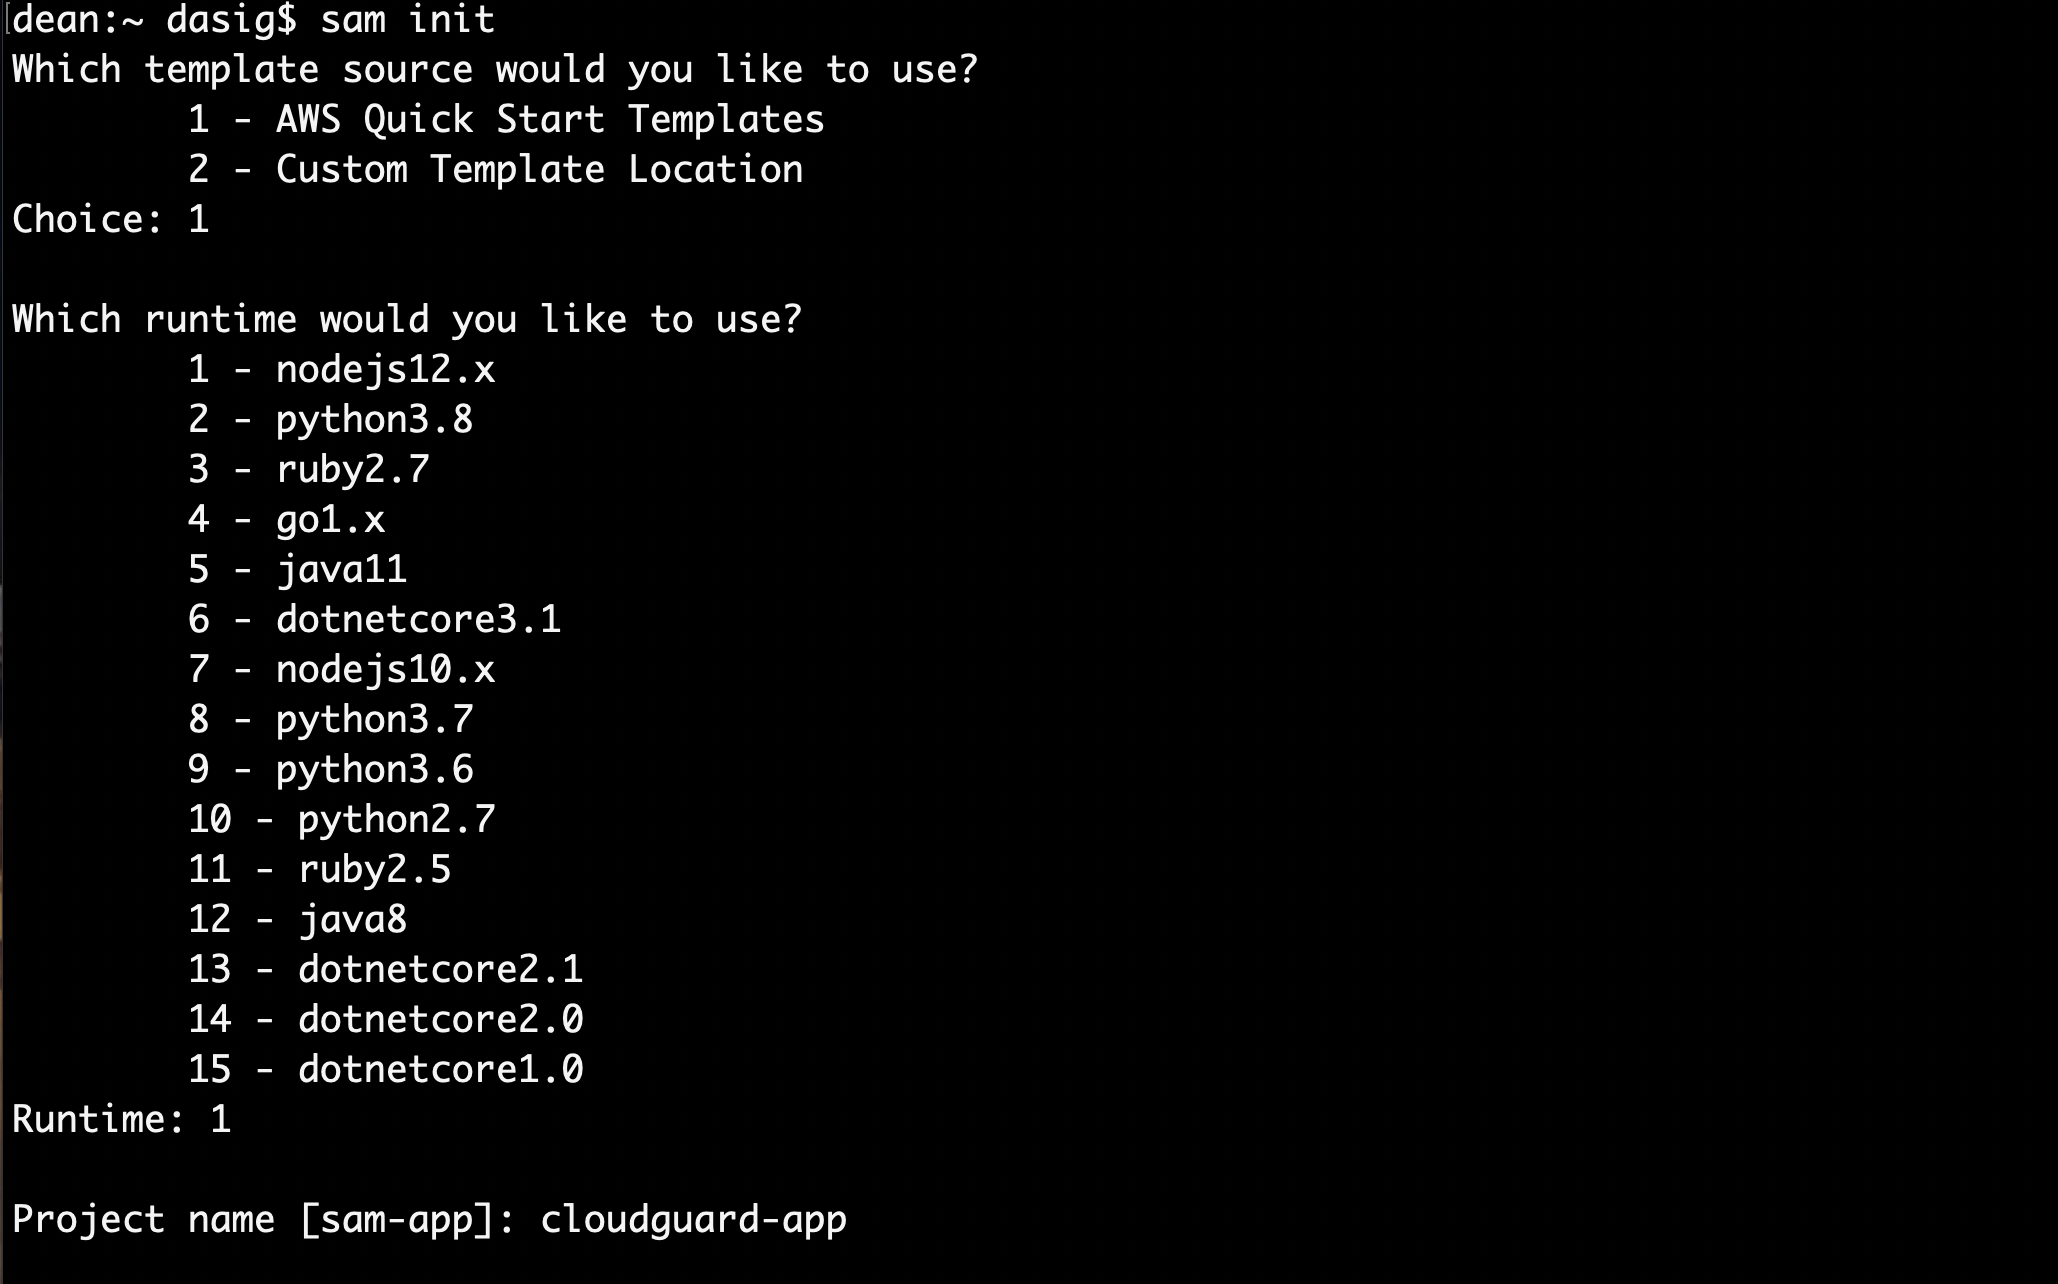 dean:~ dasig$ sam init
Which template source would you like to use?
1 - AWS Quick Start Templates
2 - Custom Template Location
Choice: 1
Which runtime would you like to use?
1 - nodejs12.x
2 - python3.8
3 - ruby2.7
4 - go1.x
5 - java11
6 - dotnetcore3.1
7 - nodejs10.x
8 - python3.7
9 - python3.6
10 - python2.7
11 - ruby2.5
12 - java8
13 - dotnetcore2.1
14 - dotnetcore2.0
15 - dotnetcore1.0
Runtime: 1
Project name [sam-app]: cloudguard-app